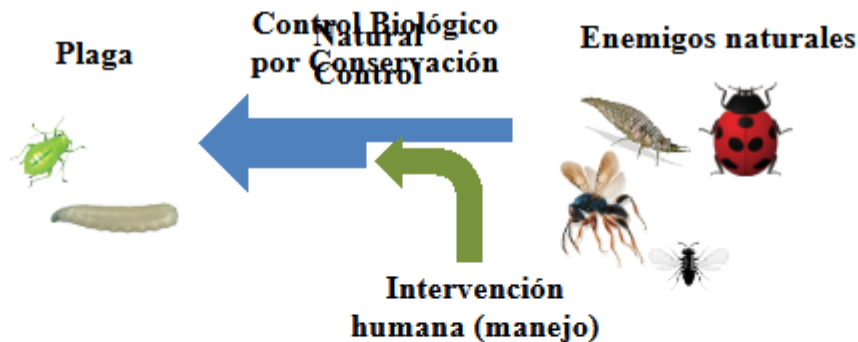 Plaga
Control Biológico
por Conservación
Natural
Control
Enemigos naturales
Intervención
humana (manejo)